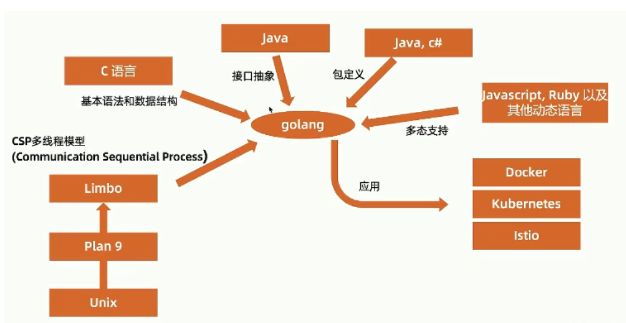 Java
Java, c#
C 语言
接口抽象
包定义
基本语法和数据结构
Javascript, Ruby 以及
其他动态语言
golang
多态支持
CSP多线程模型
(Communication Sequential Process)
Limbo
应用
Docker
Kubernetes
Plan 9
Istio
Unix